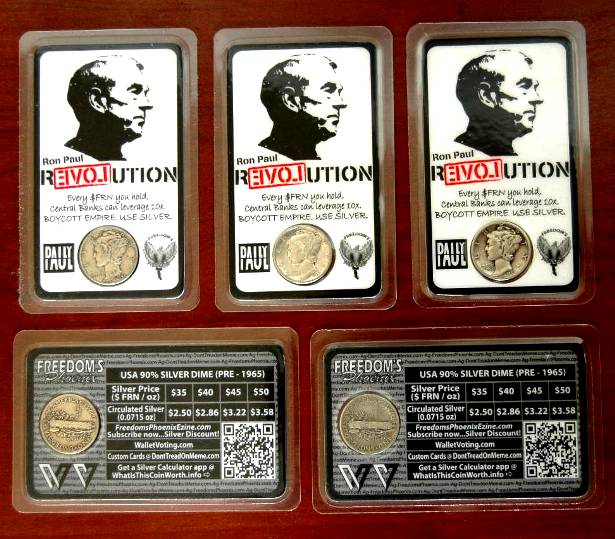 Ron Paul
REVOLUTION
Every $FRN you hold,
Central Banks can leverage 10x.
BOYCOTT EMPIRE. USE SILVER.
PAUL
Ron Paul
REVOLUTION
Every $FRN you hold,
Central Banks can leverage 10x.
BOYCOTT EMPIRE. USE SILVER.
PAUL
Ron Paul
REVOLUTION
Every $FRN you hold,
Central Banks can leverage 10x.
BOYCOTT EMPIRE. USE SILVER.
PAUL
FREEDOM'S
Phoenix
USA 90% SILVER DIME (PRE - 1965)
Silver Price ($ FRN / oz) $35 $40 $45 $50
Circulated Silver (0.0715 oz) $2.50 $2.86 $3.22 $3.58
FreedomsPhoenixEzine.com
Subscribe now...Silver Discount!
WalletVoting.com
Custom Cards @ DontTreadOnMeme.com
Get a Silver Calculator app @
WhatIsThisCoinWorth.info
FREEDOM'S
Phoenix
USA 90% SILVER DIME (PRE - 1965)
Silver Price ($ FRN / oz) $35 $40 $45 $50
Circulated Silver (0.0715 oz) $2.50 $2.86 $3.22 $3.58
FreedomsPhoenixEzine.com
Subscribe now...Silver Discount!
WalletVoting.com
Custom Cards @ DontTreadOnMeme.com
Get a Silver Calculator app @
WhatIsThisCoinWorth.info